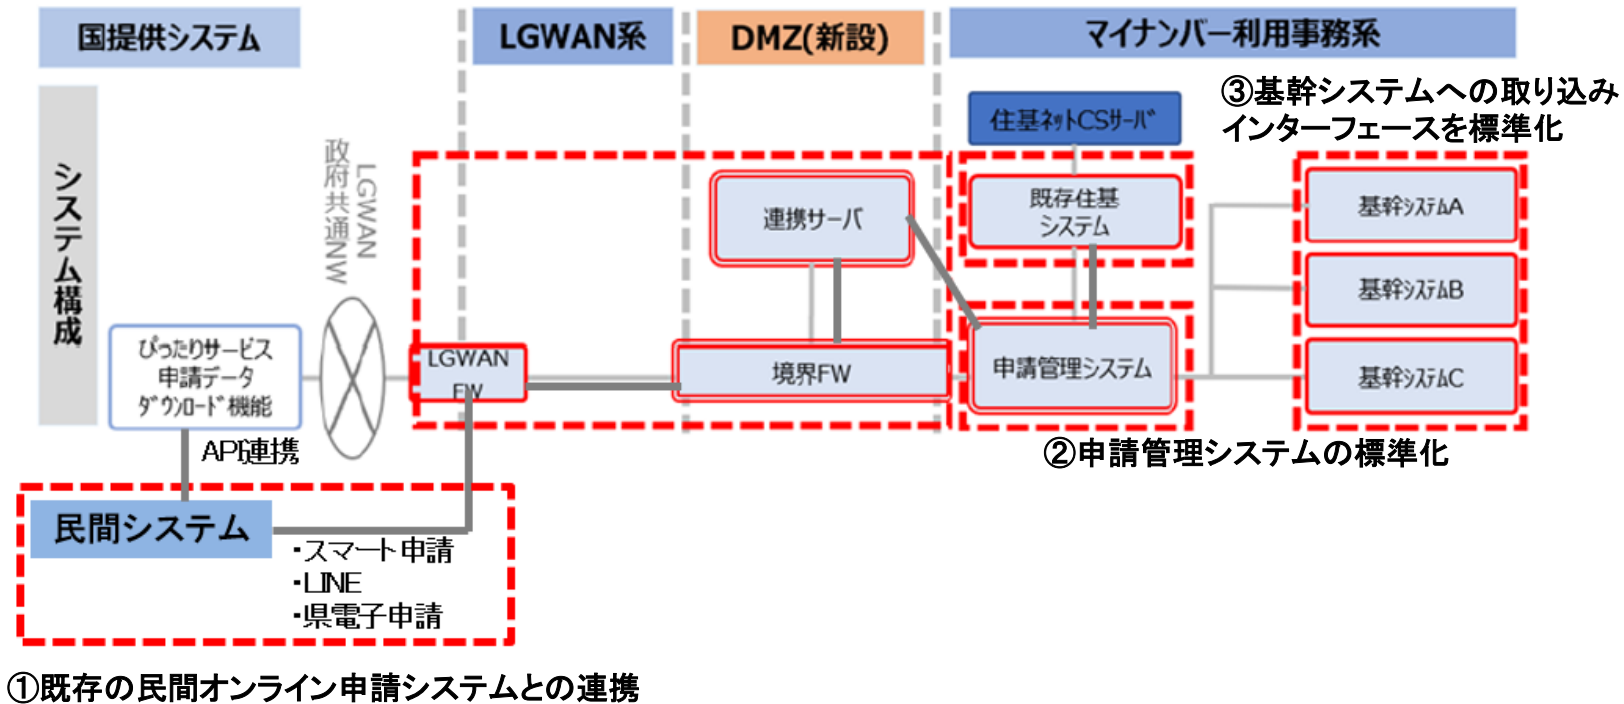 国提供システム
LGWAN系
DMZ(新設)
マイナンバー利用事務系
システム構成
LGWAN
政府共通NW
住基ネットCSサーバ
③基幹システムへの取り込み
インターフェースを標準化
連携サーバ
既存住基
システム
基幹システムA
基幹システムB
基幹システムC
ぴったりサービス
申請データ
ダウンロード機能
LGWAN
FW
境界FW
申請管理システム
API連携
②申請管理システムの標準化
民間システム
・スマート申請
・LINE
・県電子申請
①既存の民間オンライン申請システムとの連携